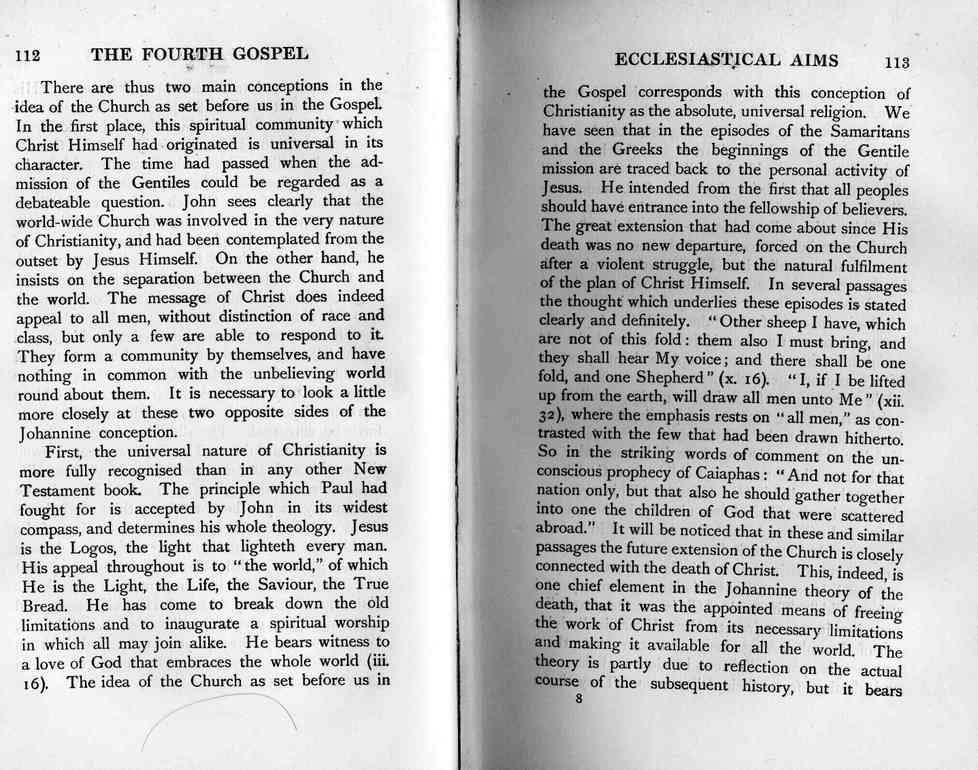 112 THE FOURTH GOSPEL
There are thus two main conceptions in the
idea of the Church as set before us in the Gospel.
In the first place, this spiritual community which
Christ Himself had originated is universal in its
character. The time had passed when the ad-
mission of the Gentiles could be regarded as a
debateable question. John sees clearly that the
world-wide Church was involved in the very nature
of Christianity, and had been contemplated from the
outset by Jesus Himself. On the other hand, he
insists on the separation between the Church and
the world. The message of Christ does indeed
appeal to all men, without distinction of race and
class, but only a few are able to respond to it.
They form a community by themselves, and have
nothing in common with the unbelieving world
round about them. It is necessary to look a little
more closely at these two opposite sides of the
Johannine conception.
First, the universal nature of Christianity is
more fully recognised than in any other New
Testament book. The principle which Paul had
fought for is accepted by John in its widest
compass, and determines his whole theology. Jesus
is the Logos, the light that lighteth every man.
His appeal throughout is to "the world," of which
He is the Light, the Life, the Saviour, the True
Bread. He has come to break down the old
limitations and to inaugurate a spiritual worship
in which all may join alike. He bears witness to
a love of God that embraces the whole world (iii.
16). The idea of the Church as set before us in
ECCLESIASTICAL AIMS 113
the Gospel corresponds with this conception of
Christianity as the absolute, universal religion. We
have seen that in the episodes of the Samaritans
and the Greeks the beginnings of the Gentile
mission are traced back to the personal activity of
Jesus. He intended from the first that all peoples
should have entrance into the fellowship of believers.
The great extension that had come about since His
death was no new departure, forced on the Church
after a violent struggle, but the natural fulfilment
of the plan of Christ Himself. In several passages
the thought which underlies these episodes is stated
clearly and definitely. "Other sheep I have, which
are not of this fold: them also I must bring, and
they shall hear My voice; and there shall be one
fold, and one Shepherd" (x. 16). "I, if I be lifted
up from the earth, will draw all men unto Me" (xii.
32), where the emphasis rests on "all men," as con-
trasted with the few that had been drawn hitherto.
So in the striking words of comment on the un-
conscious prophecy of Caiaphas: "And not for that
nation only, but that also he should gather together
into one the children of God that were scattered
abroad." It will be noticed that in these and similar
passages the future extension of the Church is closely
connected with the death of Christ. This, indeed, is
one chief element in the Johannine theory of the
death, that it was the appointed means of freeing
the work of Christ from its necessary limitations
and making it available for all the world. The
theory is partly due to reflection on the actual
course of the subsequent history, but it bears
8